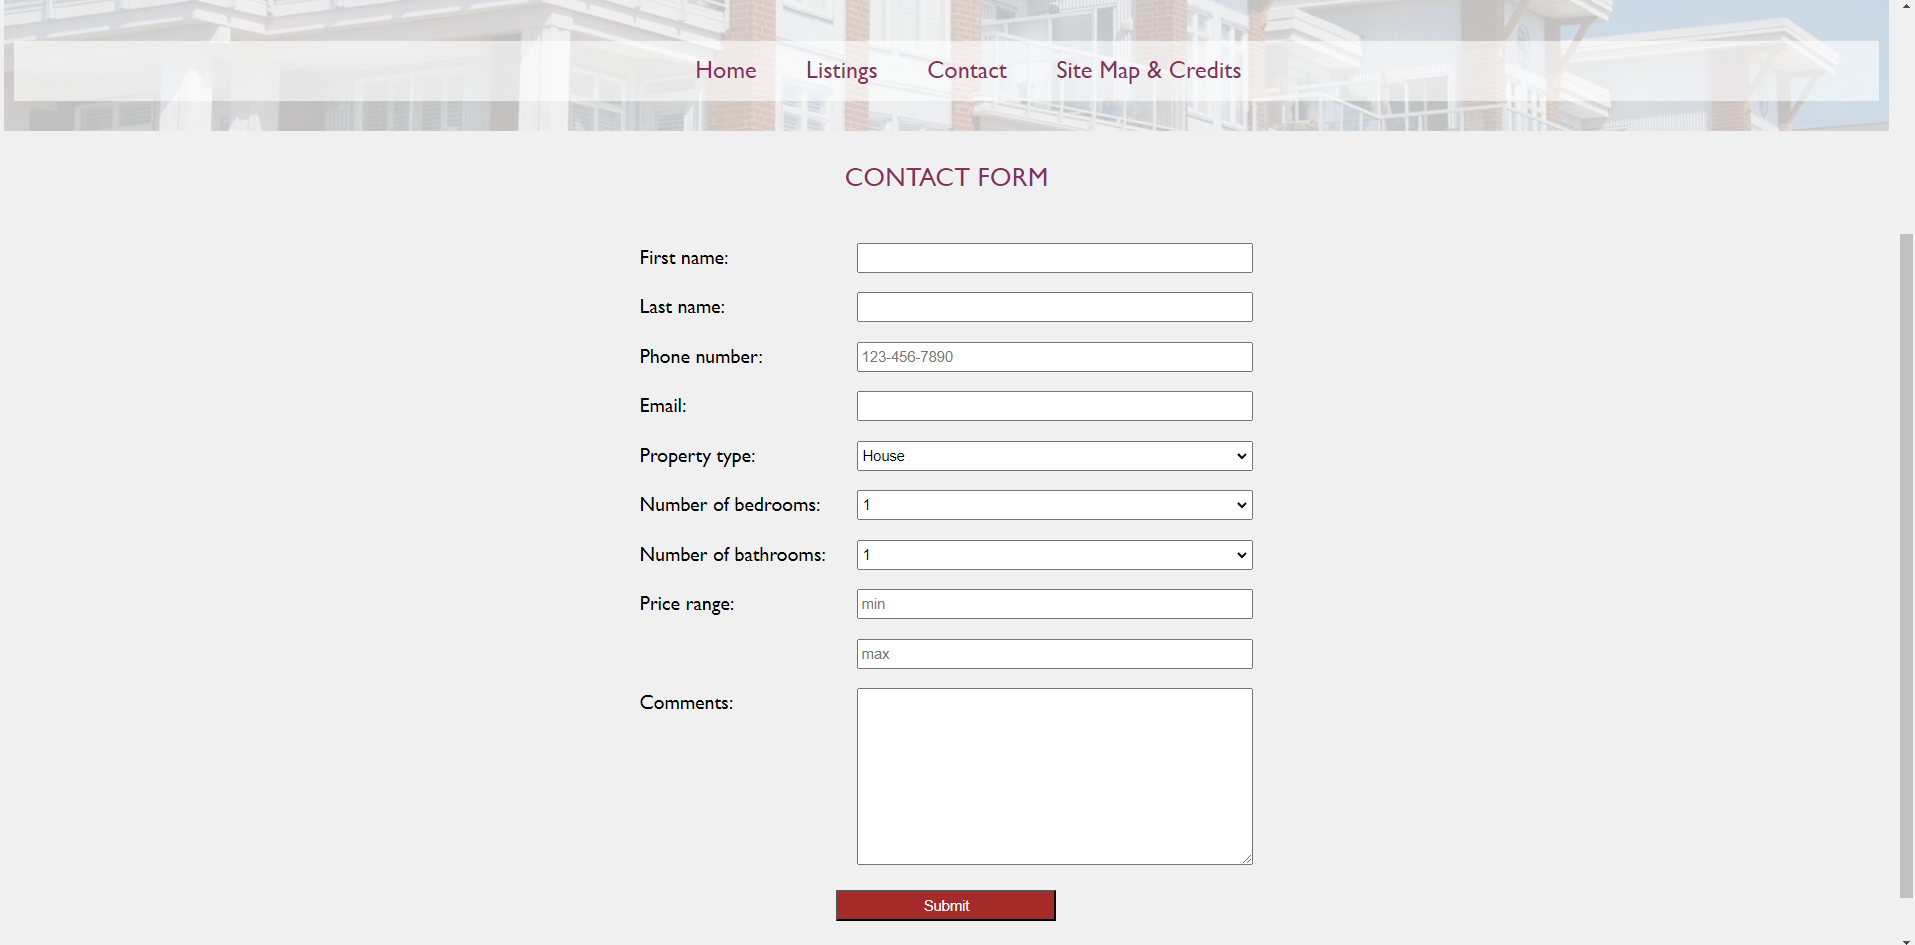 Home Listings Contact Site Map & Credits
CONTACT FORM
First name:
Last name:
Phone number: 123-456-7890
Email:
Property type: House
Number of bedrooms: 1
Number of bathrooms: 1
Price range: min
max
Comments:
Submit